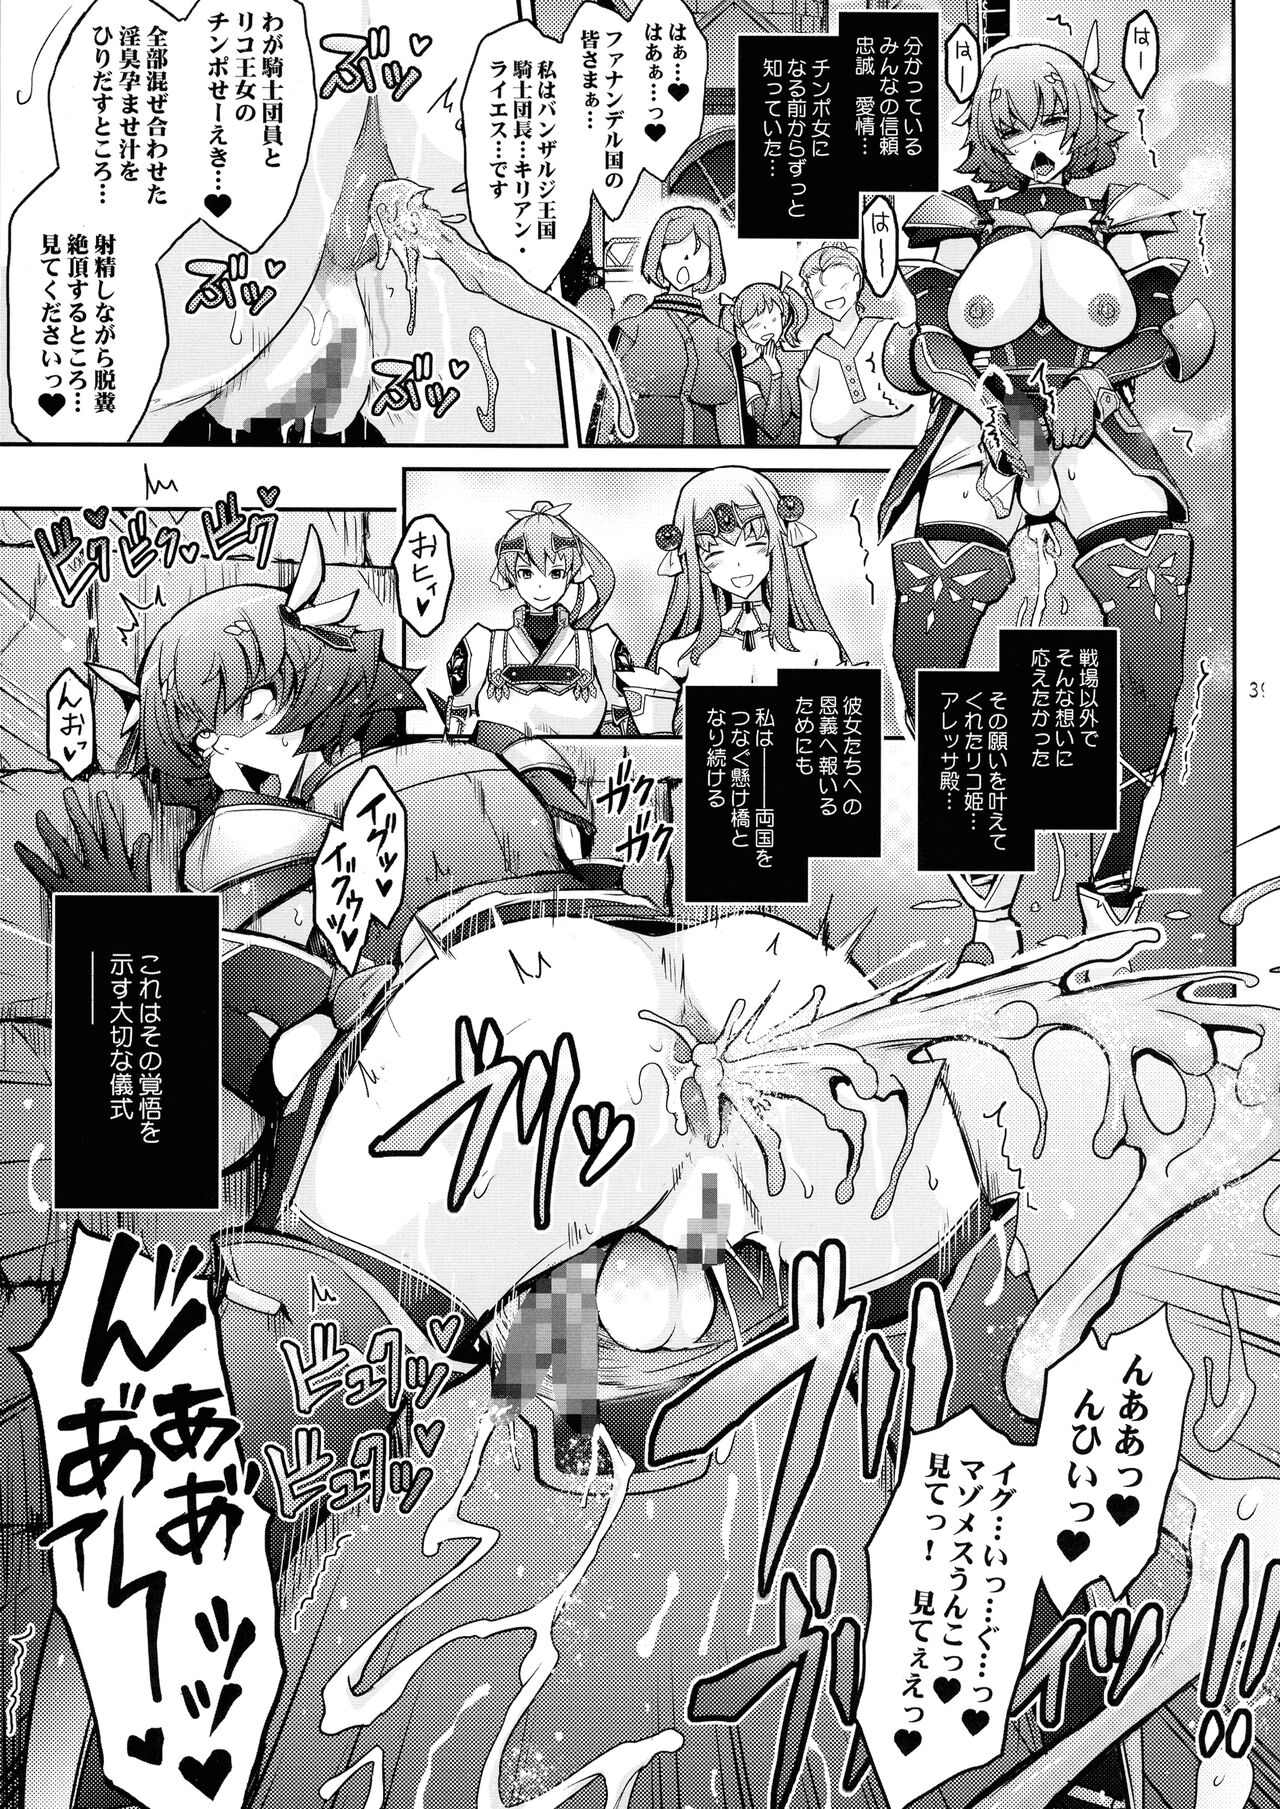 はー
はー
はー
分かっている
みんなの信頼
忠誠　愛情
チンポ女に
なる前からずっと
知っていた…
戦場以外で
そんな想いに
応えたかった
その願いを叶えて
くれたリコ姫…
アレッサ殿…
はぁ…♥
はあぁ…っ
ファナンデル国の
皆さまぁ…
私はバンザルジ王国
騎士団長…キリアン・
ライエス…です
わが騎士団員と
リコ王女の
チンポせーえき…♥
全部混ぜ合わせた
淫臭孕ませ汁を
ひりだすところ…
射精しながら脱糞
絶頂するところ…
見てくださいっ♥
ぶッ
ぶッ
ぶッ
彼女たちへの
恩義へ報いる
ためにも
私は――両国を
つなぐ懸け橋と
なり続ける
おヒィ♥
ビクビクッビクッ
んおっ♥
イグッ♥
イグゥッ♥
ガクガクッ
これはその覚悟を
示す大切な儀式
――
ブリッ
ビュクッ
ビュクッ
んああっ♥
んひいっ♥
イグ…いっ…ぐ…っ
マゾメスうんこっ♥
見てっ！　見てぇえっ♥
39